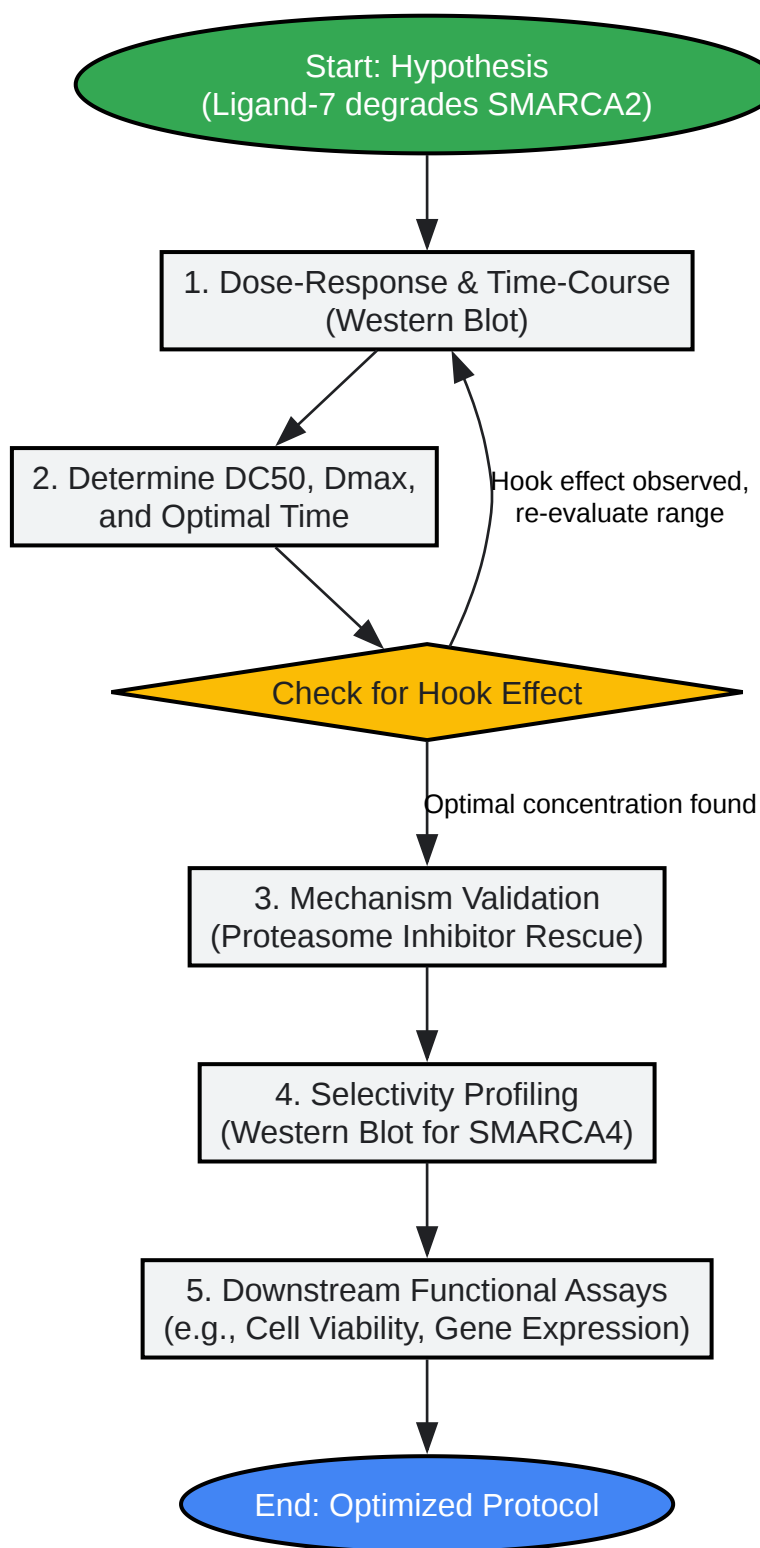 Start: Hypothesis
(Ligand-7 degrades SMARCA2)
1. Dose-Response & Time-Course
(Western Blot)
2. Determine DC50, Dmax,
and Optimal Time
Hook effect observed,
re-evaluate range
Check for Hook Effect
Optimal concentration found
3. Mechanism Validation
(Proteasome Inhibitor Rescue)
4. Selectivity Profiling
(Western Blot for SMARCA4)
5. Downstream Functional Assays
(e.g., Cell Viability, Gene Expression)
End: Optimized Protocol